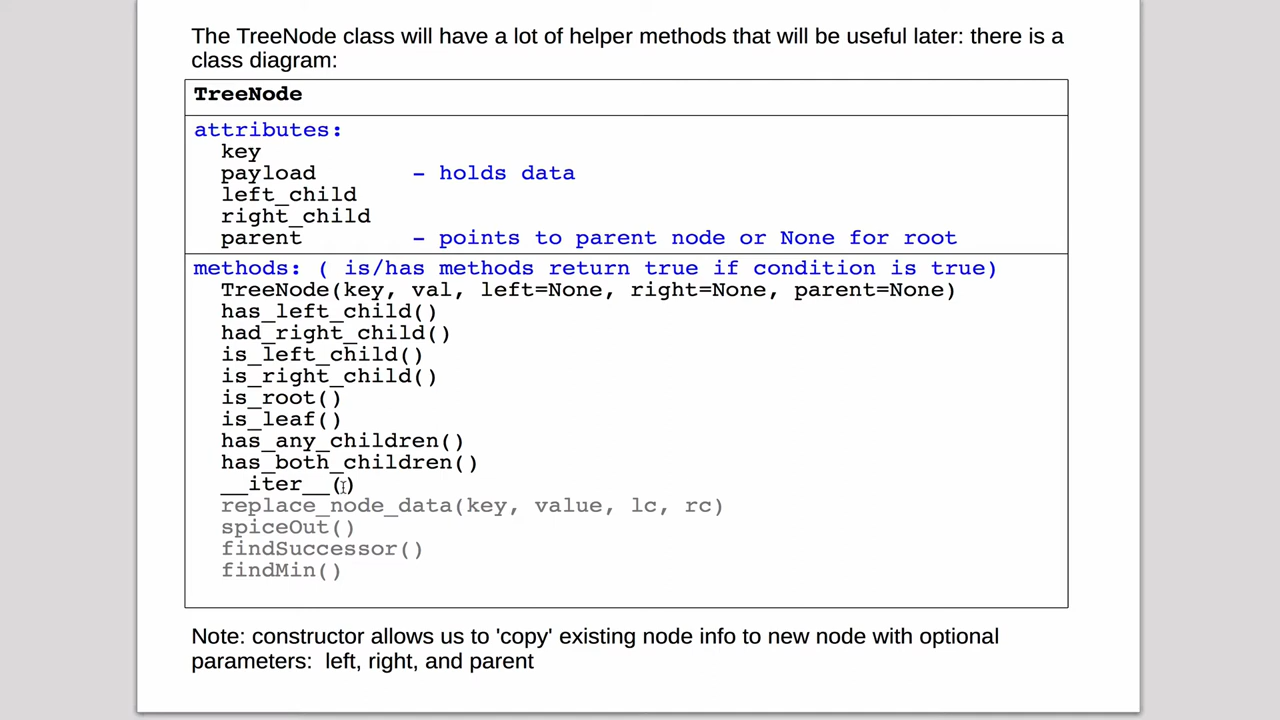 The TreeNode class will have a lot of helper methods that will be useful later: there is a
class diagram:
TreeNode
attributes:
key
payload - holds data
left_child
right_child
parent - points to parent node or None for root
methods: ( is/has methods return true if condition is true)
TreeNode(key, val, left=None, right=None, parent=None)
has_left_child()
had_right_child()
is_left_child()
is_right_child()
is_root()
is_leaf()
has_any_children()
has_both_children()
__iter__()
replace_node_data(key, value, lc, rc)
spiceOut()
findSuccessor()
findMin()
Note: constructor allows us to 'copy' existing node info to new node with optional
parameters: left, right, and parent